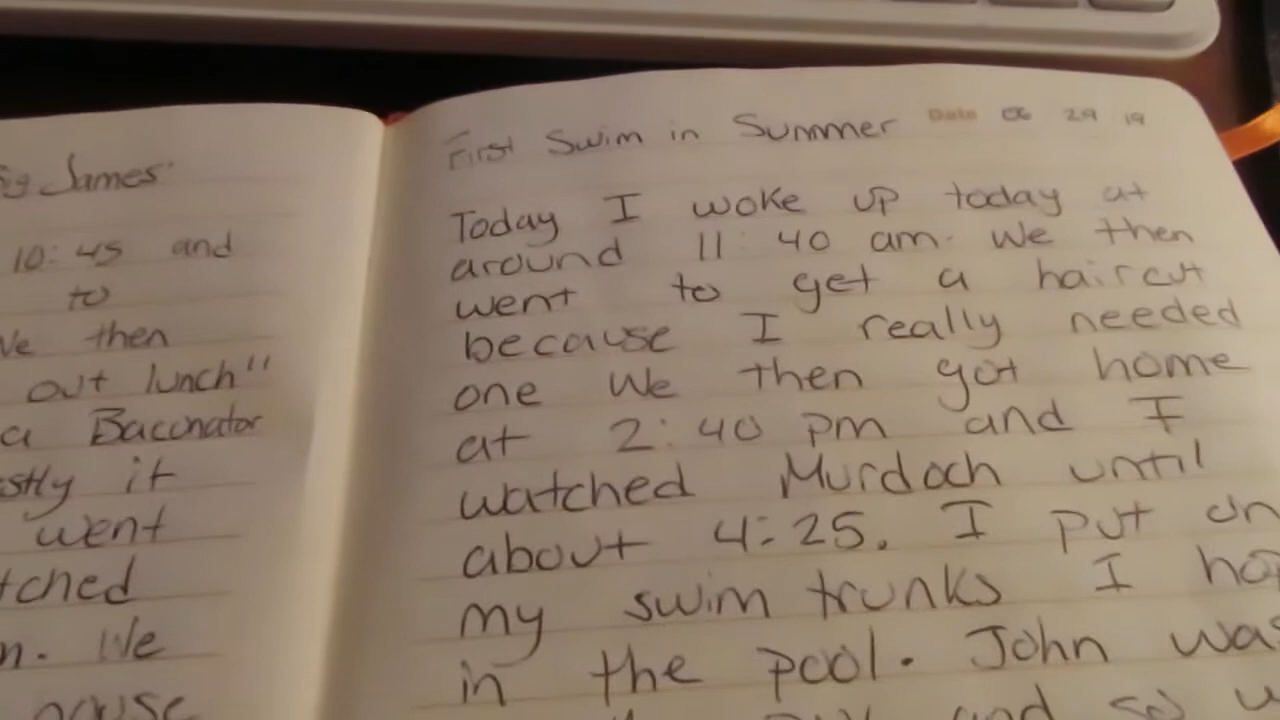 James
10:45 and
to
We then
out lunch"
a Baconator
it
went
n. We
First Swim in Summer Date 06 29 19
Today I woke up today at
around 11:40 am. We then
went to get a haircut
because I really needed
one We then got home
at 2:40 pm and I
watched Murdoch until
about 4:25. I put on
my swim trunks I
in the pool. John was
and so